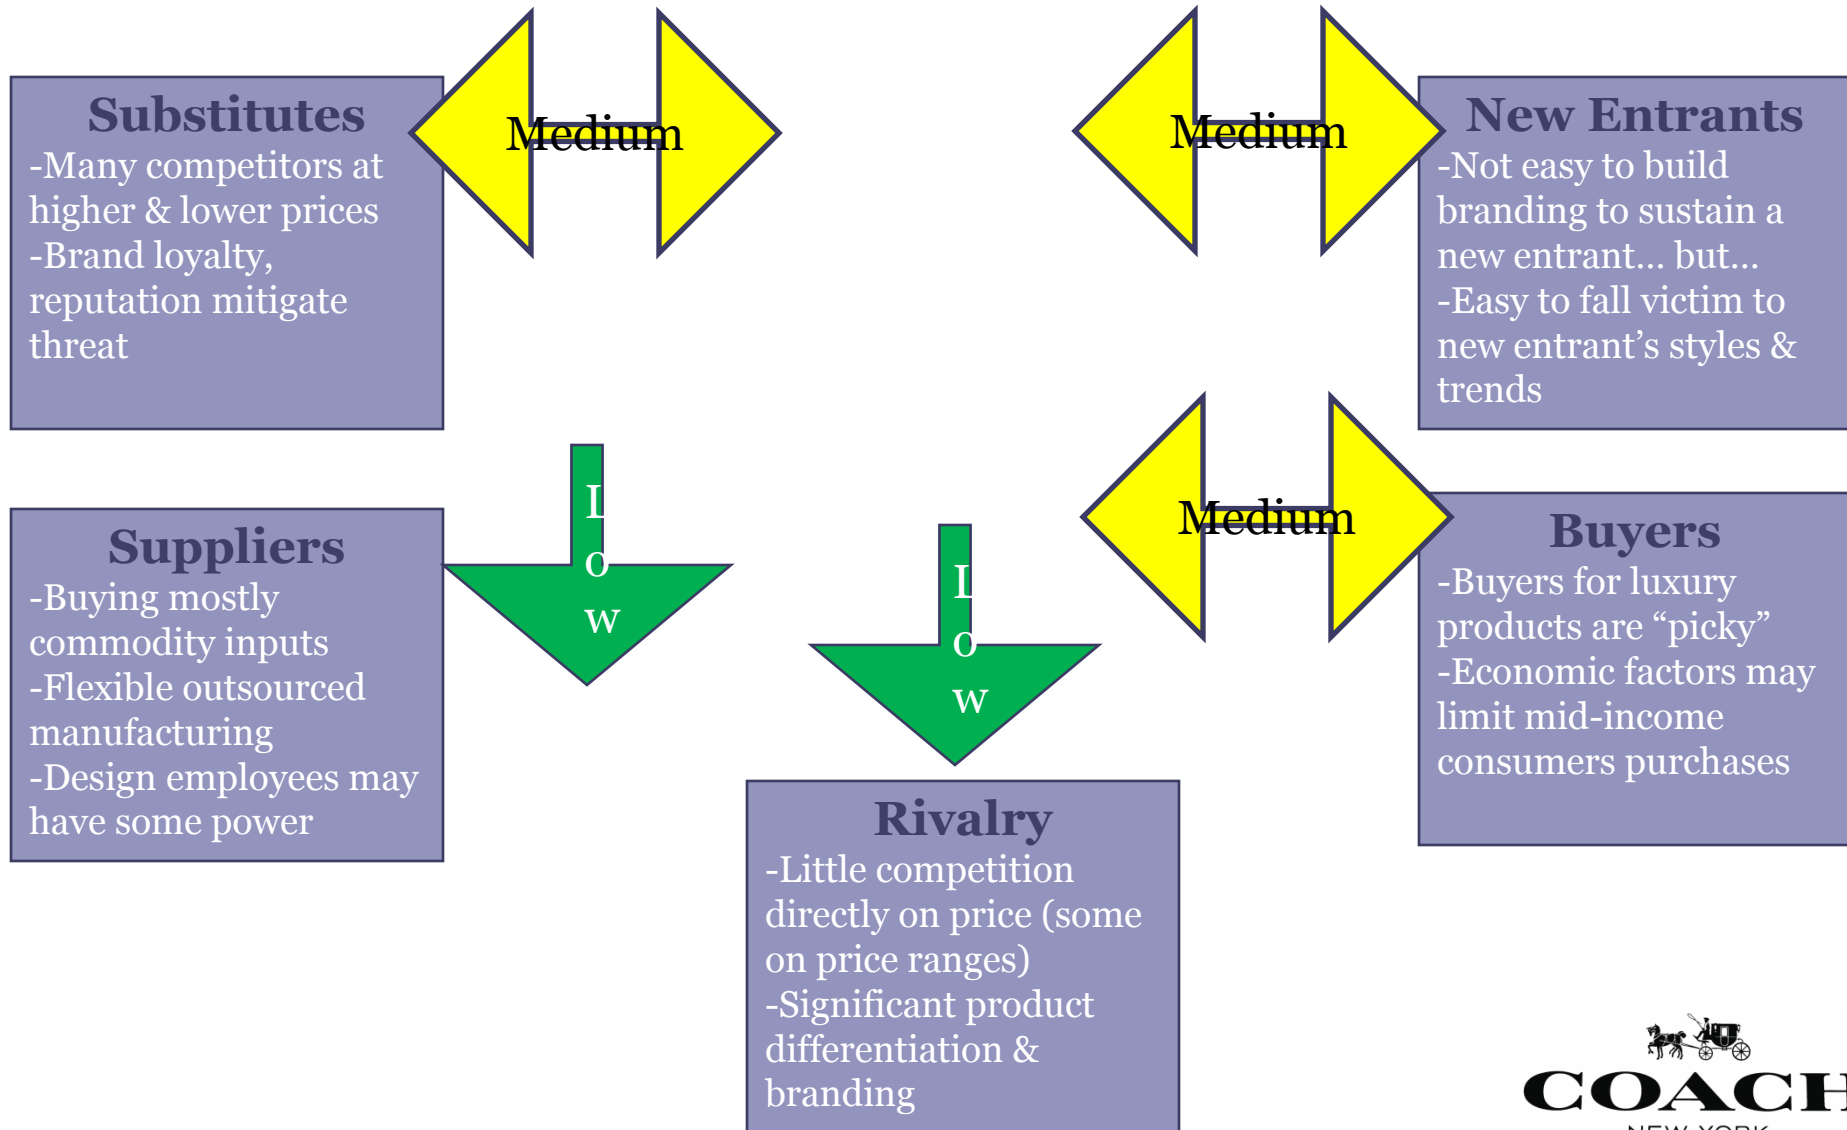 Substitutes
-Many competitors at
higher & lower prices
-Brand loyalty,
reputation mitigate
threat
Medium
Medium
New Entrants
-Not easy to build
branding to sustain a
new entrant... but...
-Easy to fall victim to
new entrant’s styles &
trends
Suppliers
-Buying mostly
commodity inputs
-Flexible outsourced
manufacturing
-Design employees may
have some power
L
o
w
L
o
w
Medium
Buyers
-Buyers for luxury
products are “picky”
-Economic factors may
limit mid-income
consumers purchases
Rivalry
-Little competition
directly on price (some
on price ranges)
-Significant product
differentiation &
branding
COACH
NEW YORK